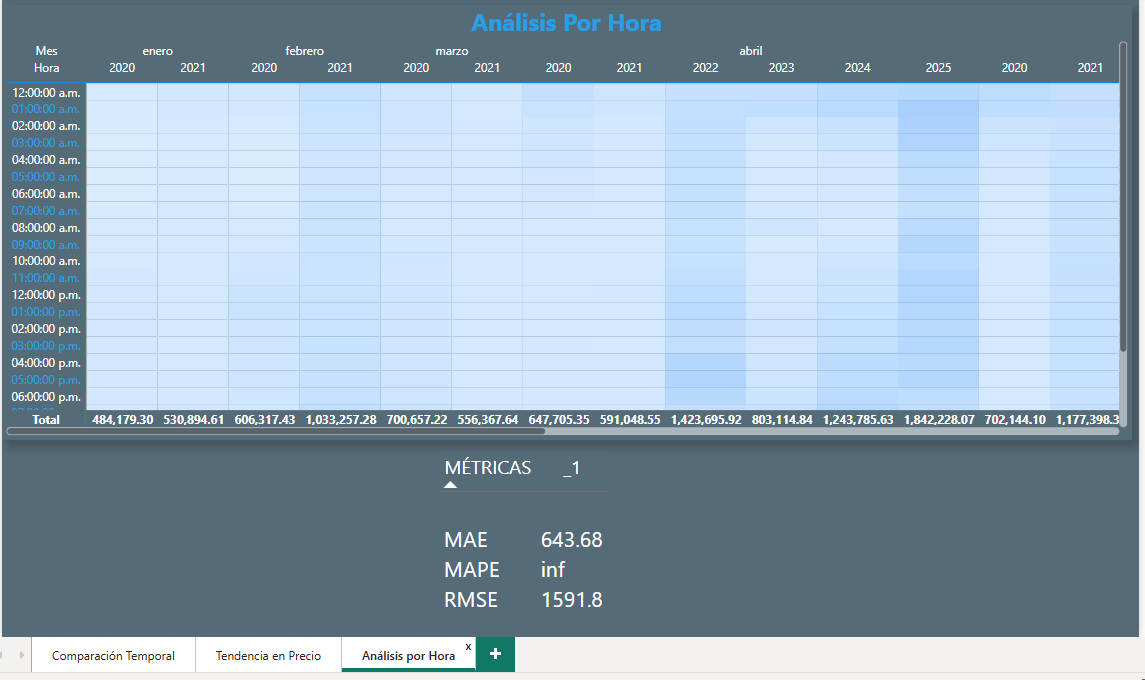 Análisis Por Hora
Mes enero febrero marzo abril
Hora 2020 2021 2020 2021 2020 2021 2020 2021 2022 2023 2024 2025 2020 2021
12:00:00 a.m.
01:00:00 a.m.
02:00:00 a.m.
03:00:00 a.m.
04:00:00 a.m.
05:00:00 a.m.
06:00:00 a.m.
07:00:00 a.m.
08:00:00 a.m.
09:00:00 a.m.
10:00:00 a.m.
11:00:00 a.m.
12:00:00 p.m.
01:00:00 p.m.
02:00:00 p.m.
03:00:00 p.m.
04:00:00 p.m.
05:00:00 p.m.
06:00:00 p.m.
Total 484,179.30 530,894.61 606,317.43 1,033,257.28 700,657.22 556,367.64 647,705.35 591,048.55 1,423,695.92 803,114.84 1,243,785.63 1,842,228.07 702,144.10 1,177,398.3
MÉTRICAS _1
MAE 643.68
MAPE inf
RMSE 1591.8
Comparación Temporal Tendencia en Precio Análisis por Hora x +